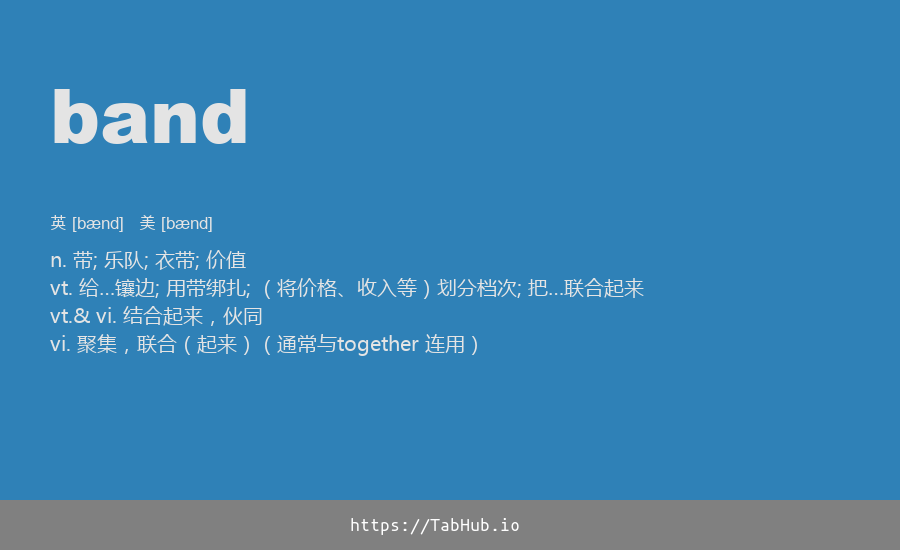 band
英 [bænd] 美 [bænd]
n. 带; 乐队; 衣带; 价值
vt. 给…镶边; 用带绑扎; （将价格、收入等）划分档次; 把…联合起来
vt.& vi. 结合起来，伙同
vi. 聚集，联合（起来）（通常与together 连用）
https://TabHub.io